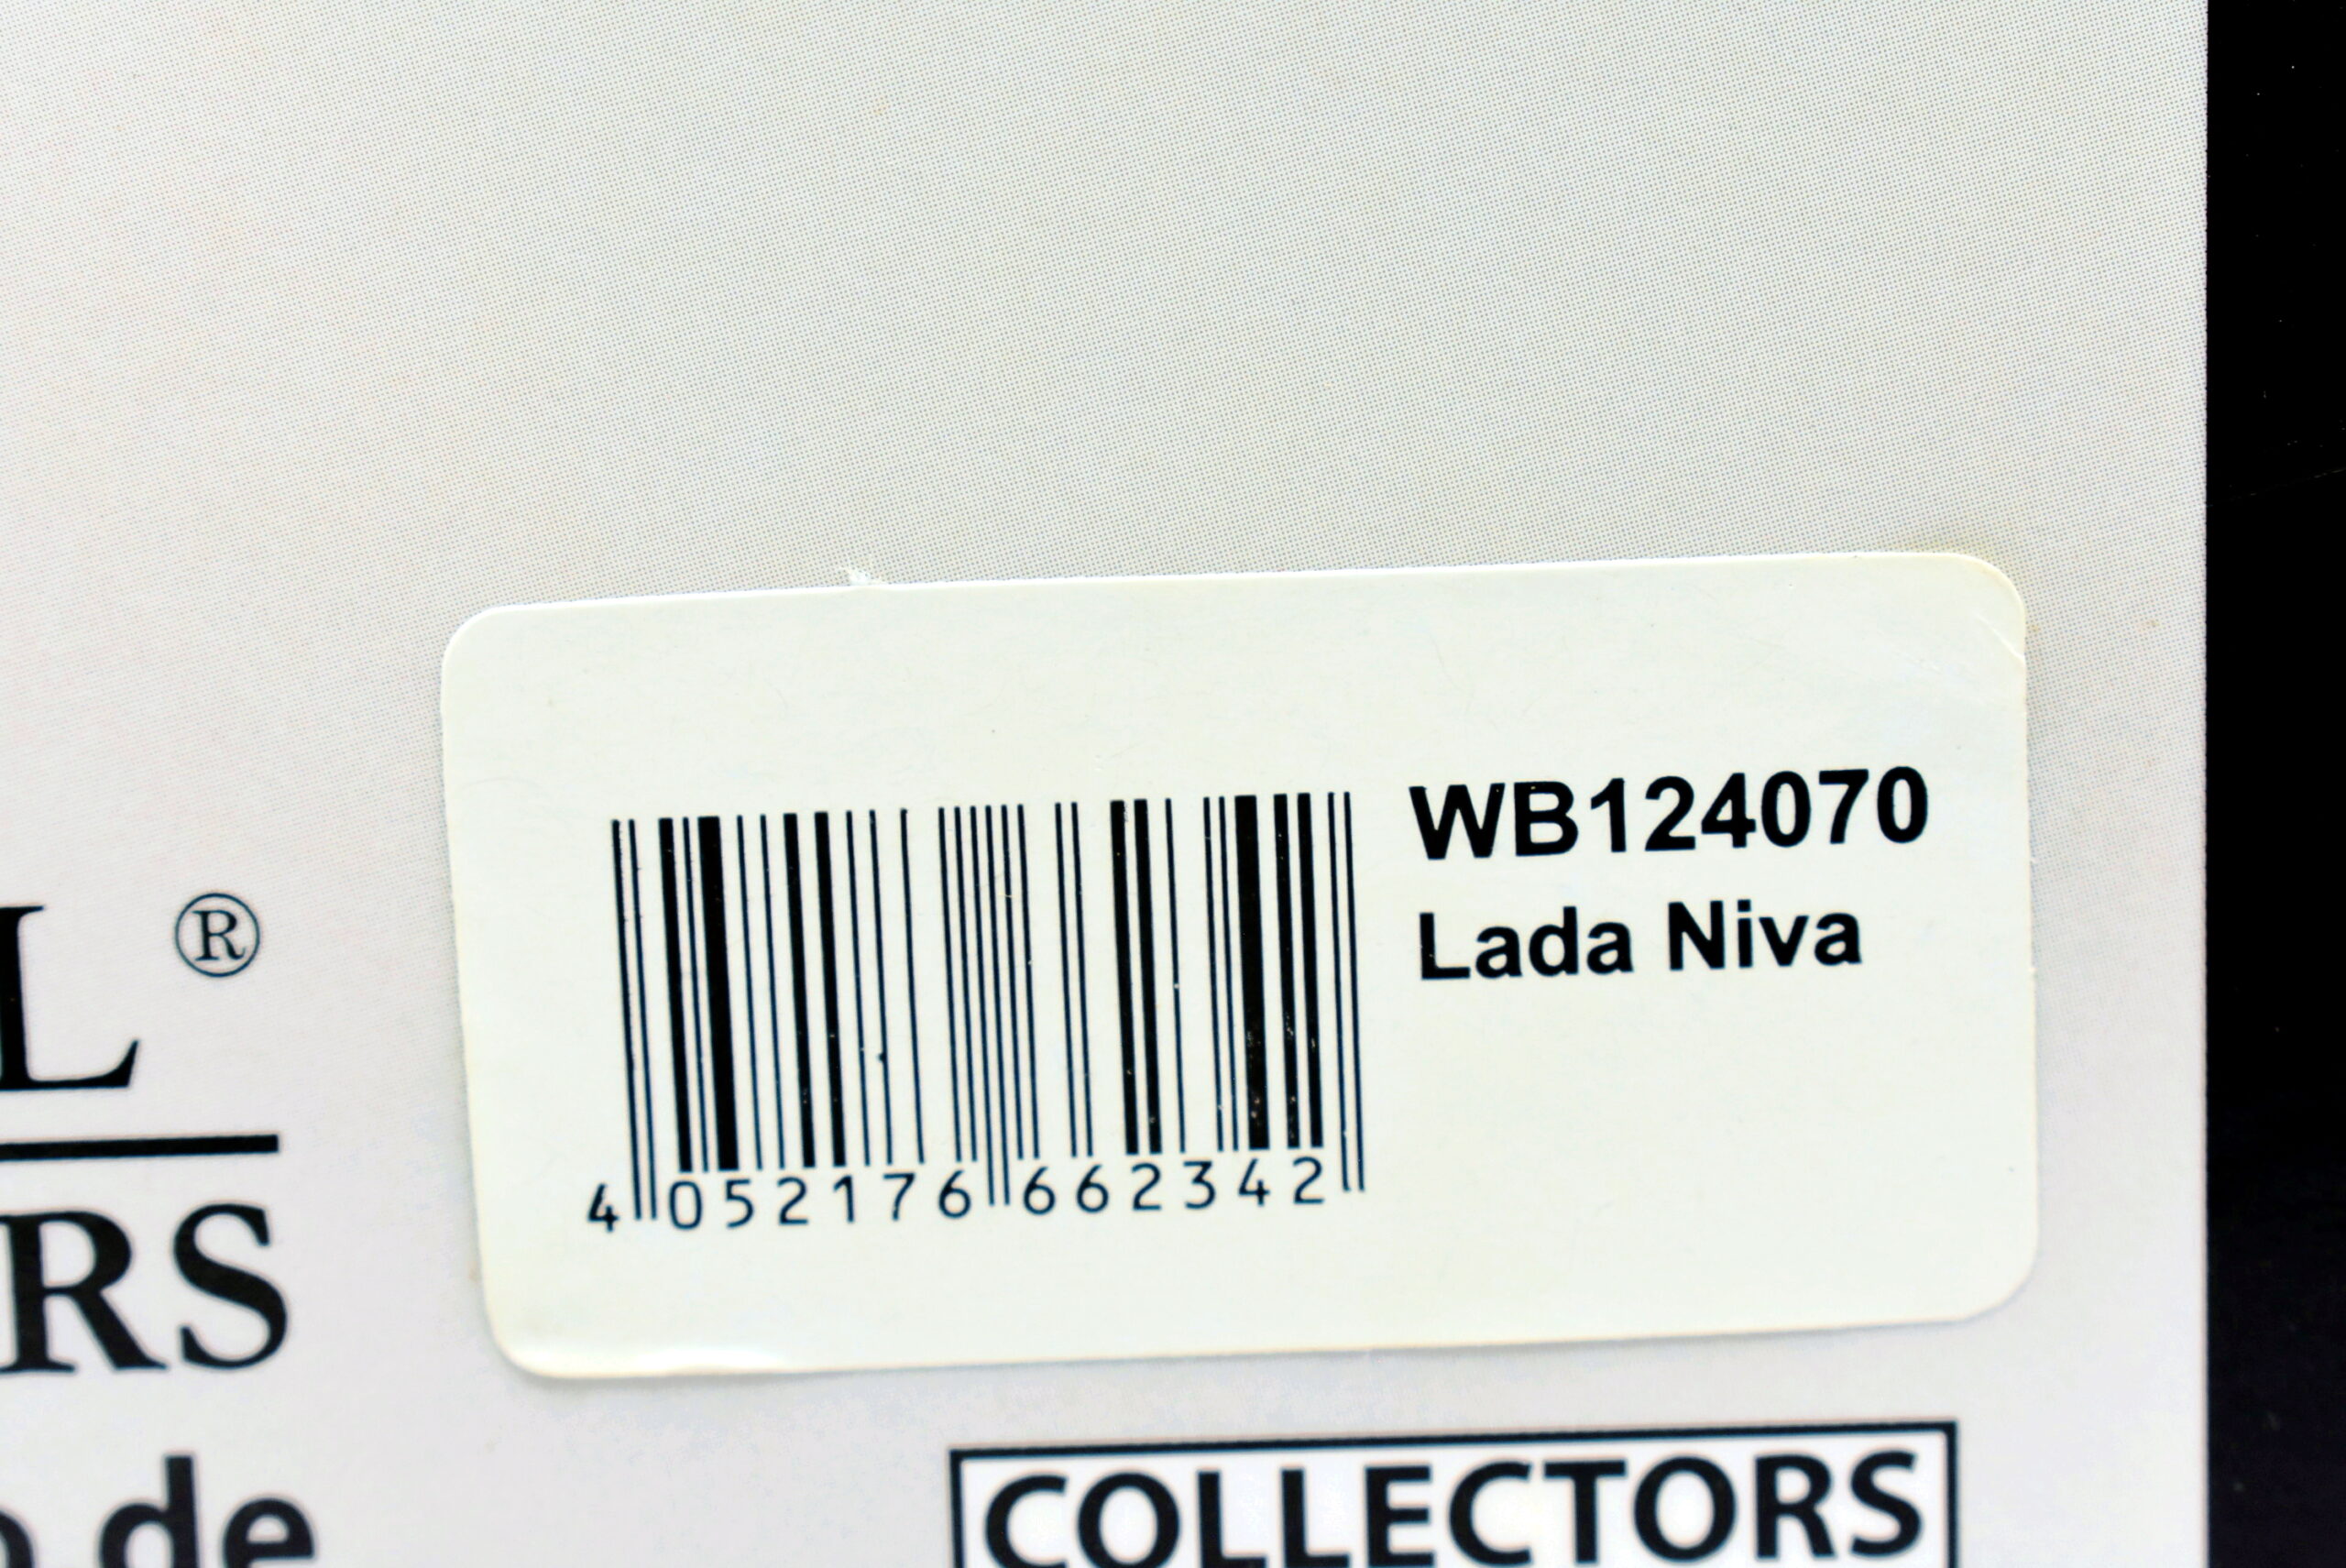 WB124070
Lada Niva
4 052176 662342
L ®
RS
.de
COLLECTORS